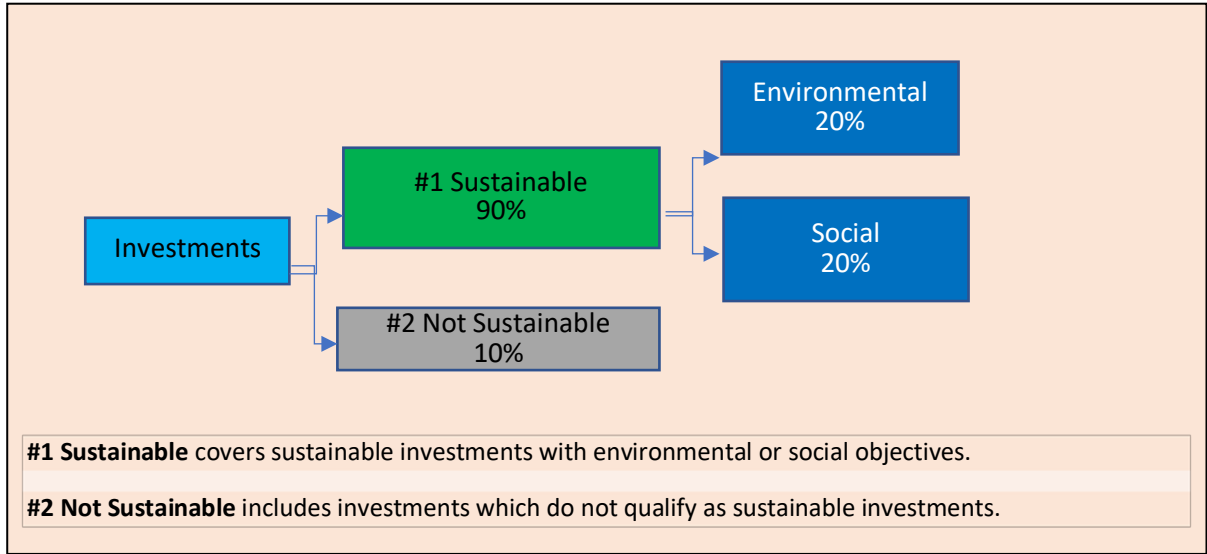 Investments
#1 Sustainable
90%
#2 Not Sustainable
10%
Environmental
20%
Social
20%
#1 Sustainable covers sustainable investments with environmental or social objectives.
#2 Not Sustainable includes investments which do not qualify as sustainable investments.